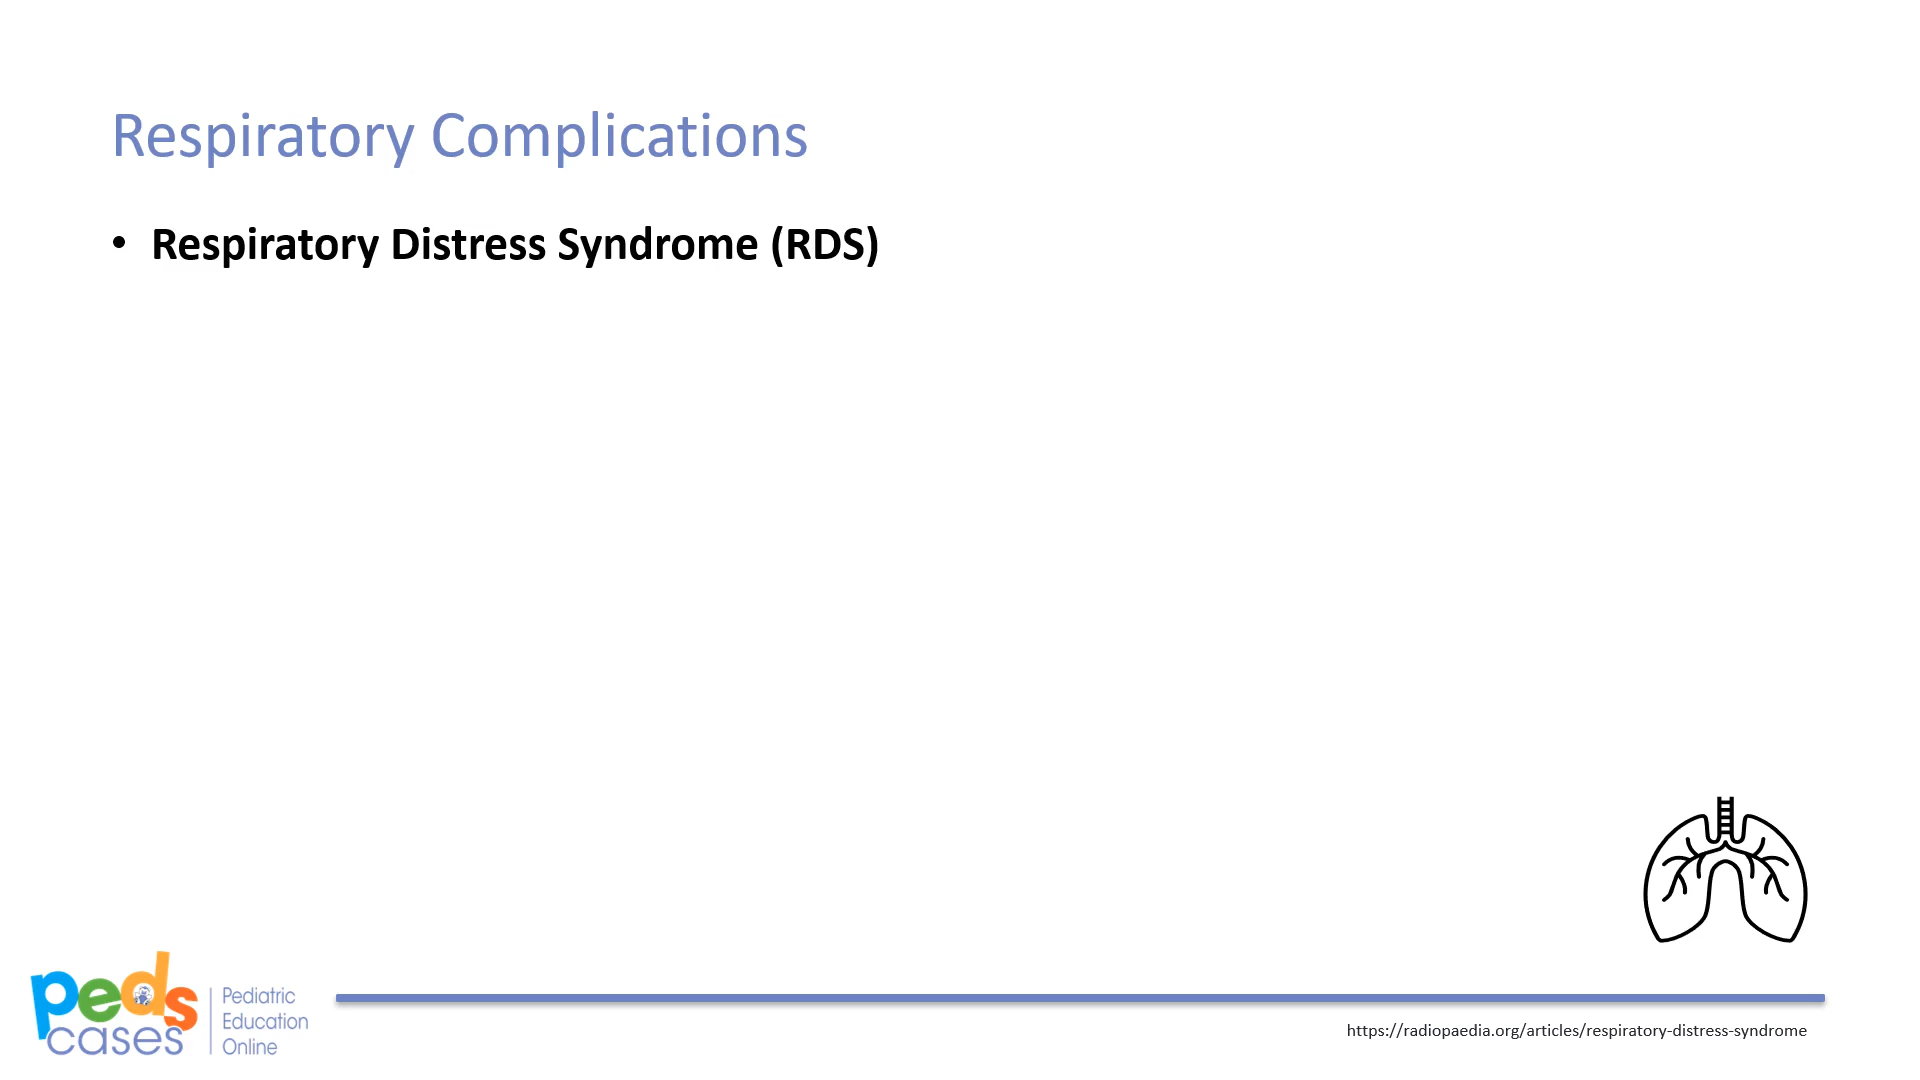 Respiratory Complications
• Respiratory Distress Syndrome (RDS)
peds
cases
Pediatric
Education
Online
https://radiopaedia.org/articles/respiratory-distress-syndrome